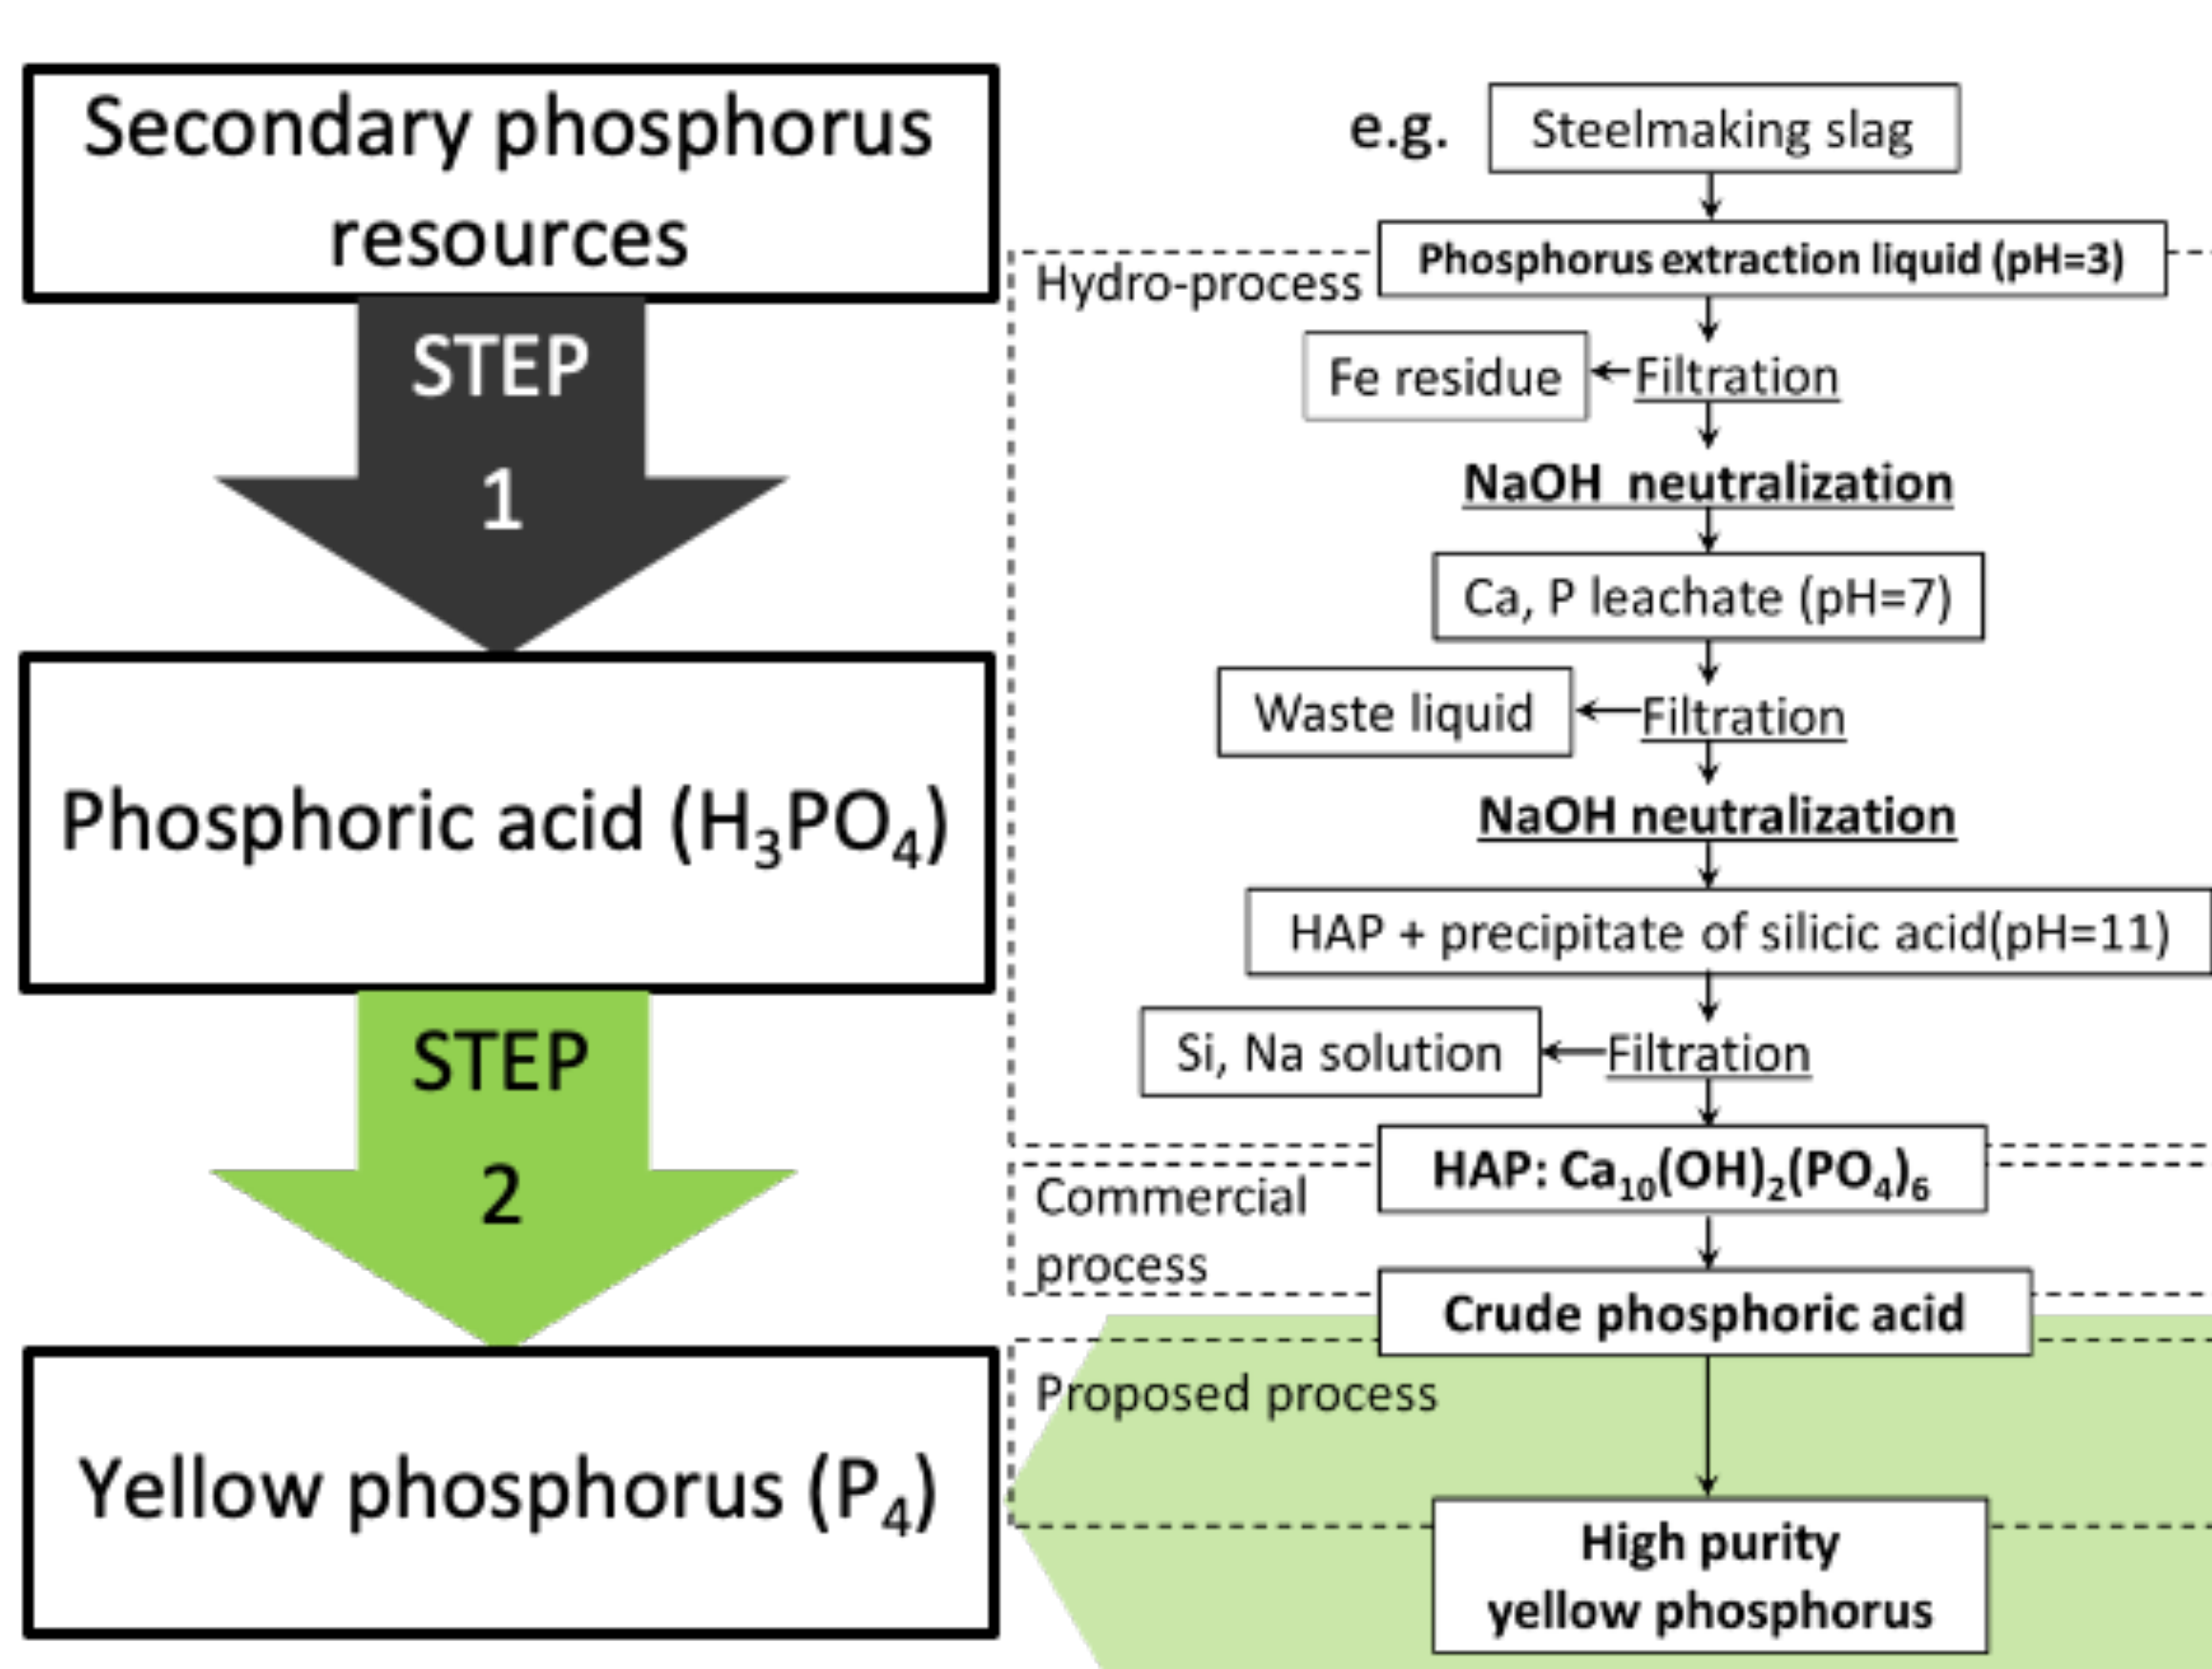 Secondary phosphorus
resources
STEP
1
Phosphoric acid (H₃PO₄)
STEP
2
Yellow phosphorus (P₄)
e.g.
Steelmaking slag
Phosphorus extraction liquid (pH=3)
Hydro-process
Fe residue
Filtration
NaOH neutralization
Ca, P leachate (pH=7)
Waste liquid
Filtration
NaOH neutralization
HAP + precipitate of silicic acid(pH=11)
Si, Na solution
Filtration
HAP: Ca₁₀(OH)₂(PO₄)₆
Commercial
process
Crude phosphoric acid
Proposed process
High purity
yellow phosphorus